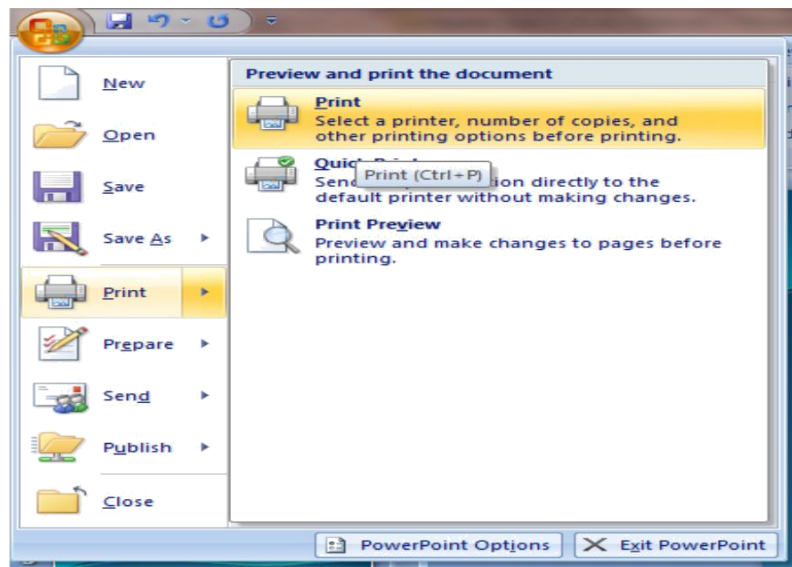 New
Open
Save
Save As
Print
Prepare
Send
Publish
Close
Preview and print the document
Print
Select a printer, number of copies, and
other printing options before printing.
Print (Ctrl+P)
Quick
Sen ion directly to the
default printer without making changes.
Print Preview
Preview and make changes to pages before
printing.
PowerPoint Options
Exit PowerPoint